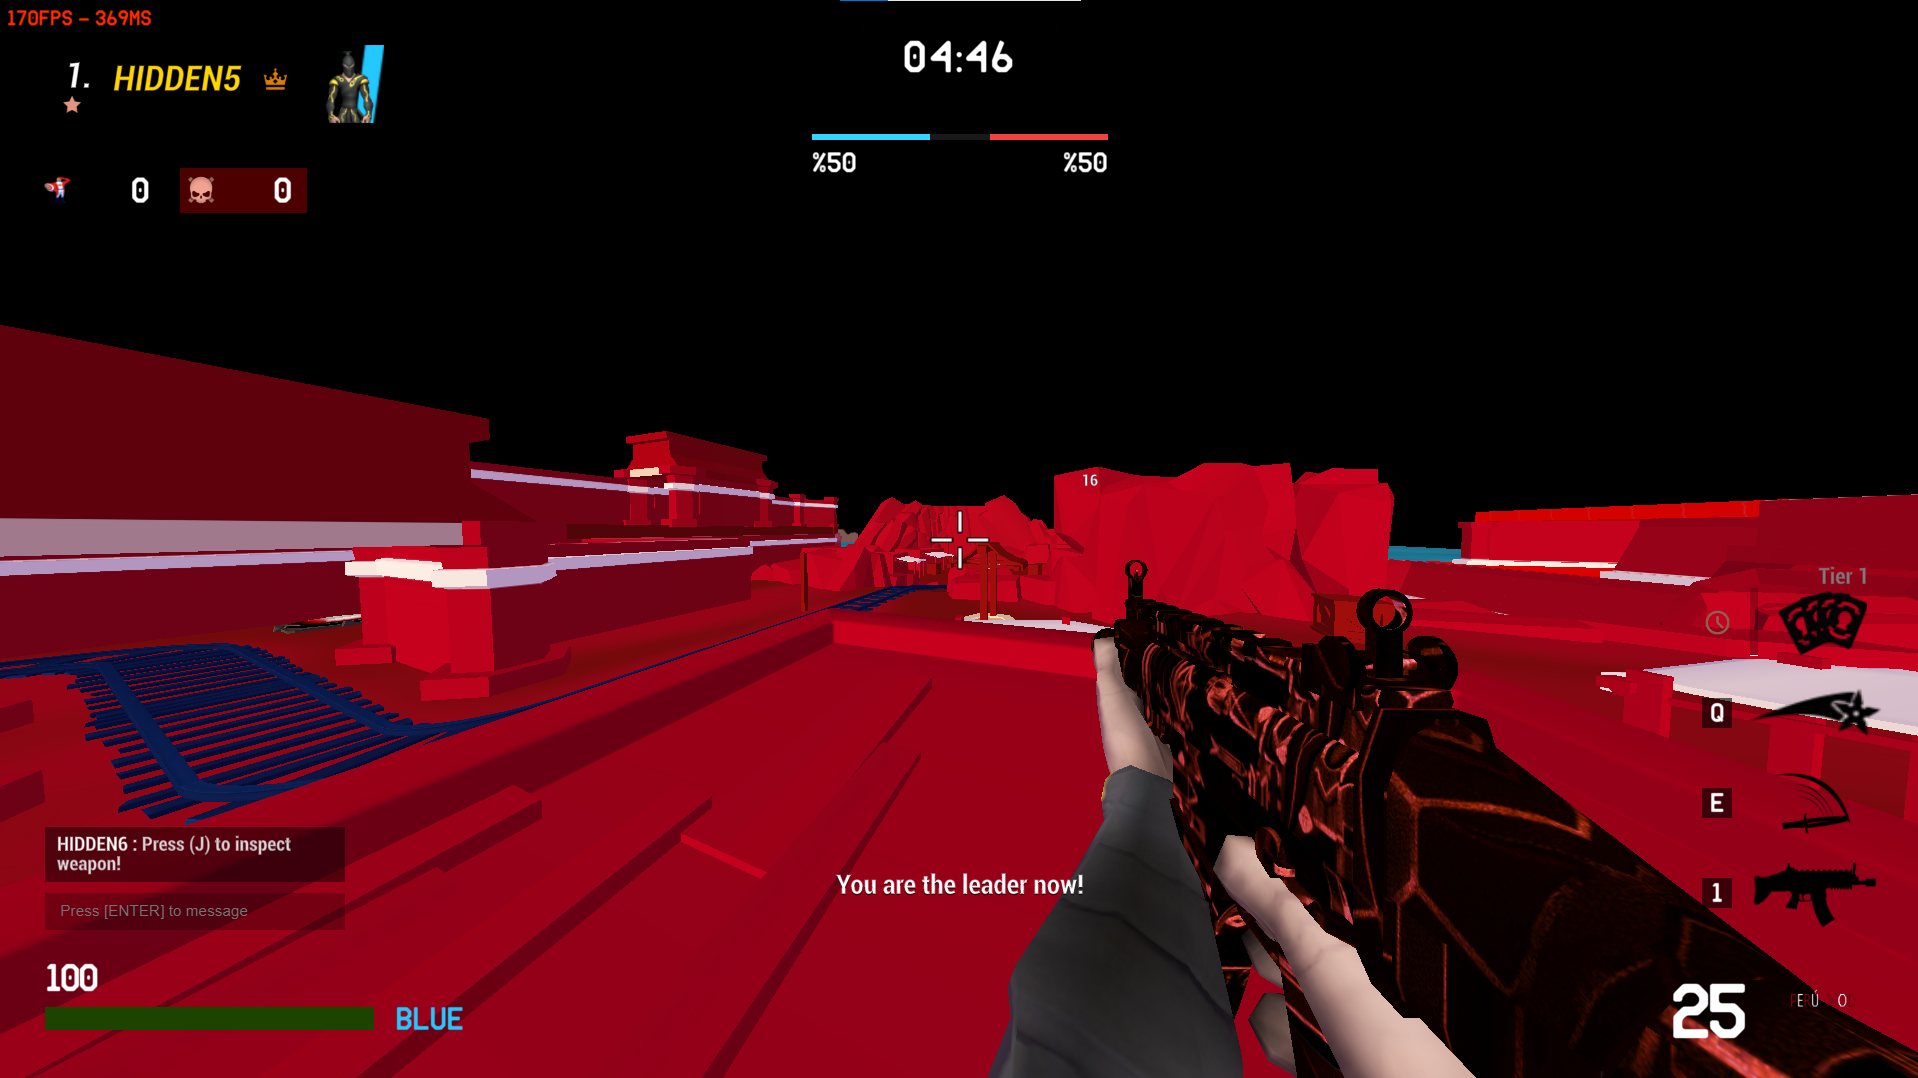 170FPS - 369MS
1. HIDDEN5
04:46
%50 %50
0 0
16
Tier 1
Q
E
HIDDEN6 : Press (J) to inspect
weapon!
1
You are the leader now!
Press [ENTER] to message
100
BLUE
25